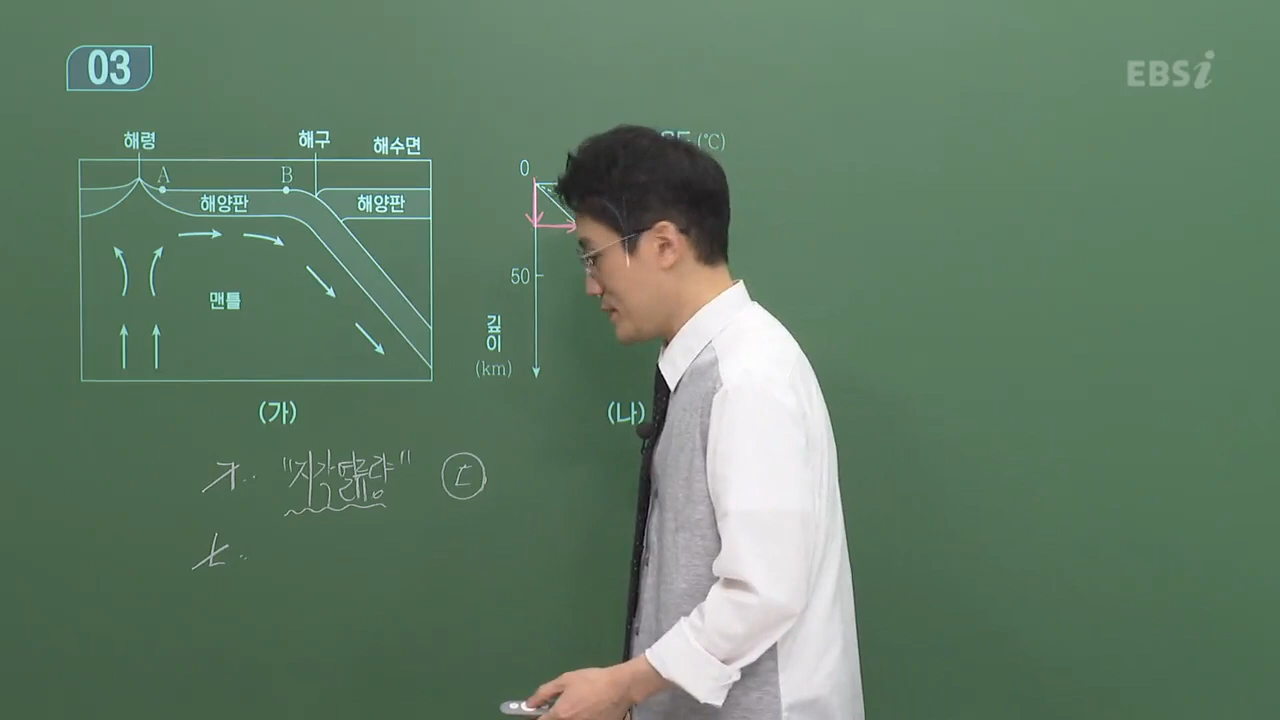 03
EBSi
해령
해구
해수면
A
B
해양판
해양판
맨틀
(가)
0
(℃)
50
깊이
(km)
(나)
ㄱ. "지각열류량" ㄷ
ㄴ.